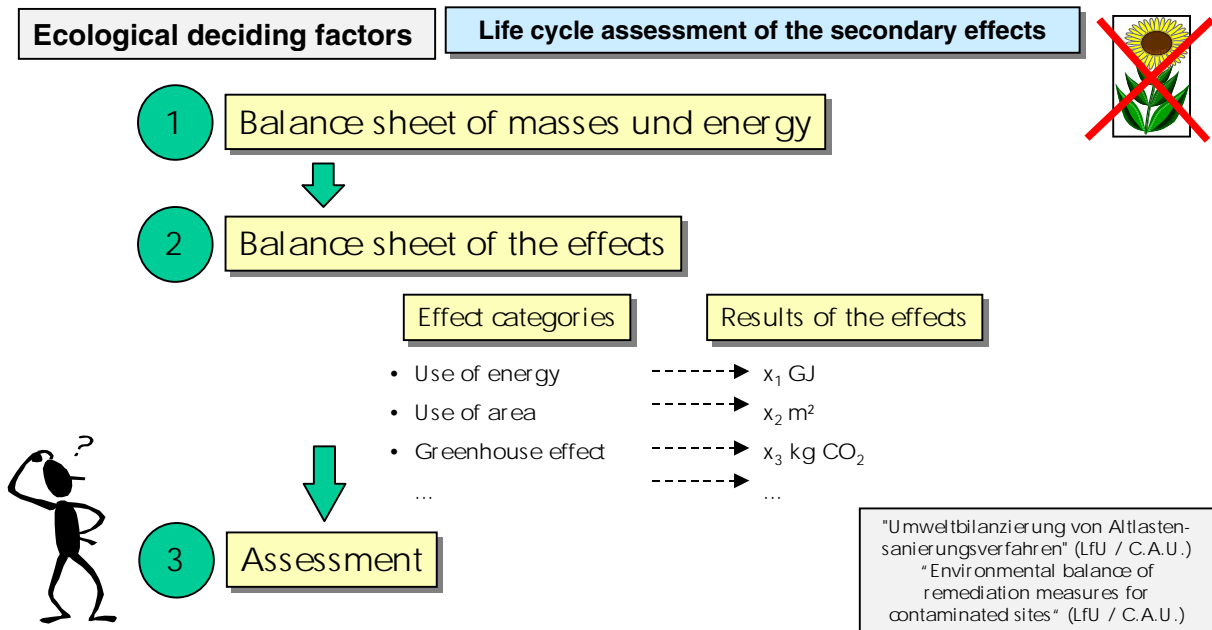 Ecological deciding factors
Life cycle assessment of the secondary effects
1
Balance sheet of masses und energy
2
Balance sheet of the effects
Effect categories
Results of the effects
• Use of energy
x₁ GJ
• Use of area
x₂ m²
• Greenhouse effect
x₃ kg CO₂
...
...
?
3
Assessment
"Umweltbilanzierung von Altlasten-
sanierungsverfahren" (LfU / C.A.U.)
"Environmental balance of
remediation measures for
contaminated sites" (LfU / C.A.U.)